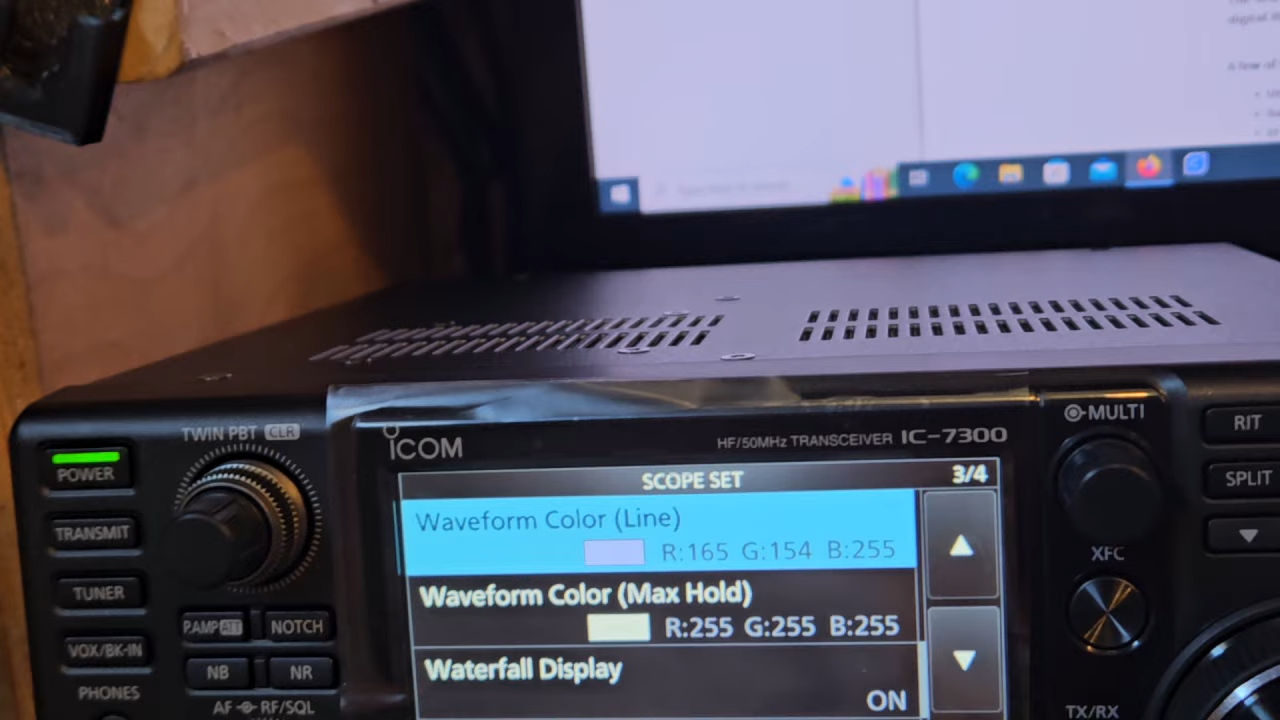 TWIN PBT CLR
POWER
TRANSMIT
TUNER
P.AMP ATT
NOTCH
VOX/BK-IN
NB
NR
PHONES
AF RF/SQL
ICOM
HF/50MHz TRANSCEIVER IC-7300
SCOPE SET 3/4
Waveform Color (Line)
R:165 G:154 B:255
Waveform Color (Max Hold)
R:255 G:255 B:255
Waterfall Display
ON
MULTI
RIT
SPLIT
XFC
TX/RX